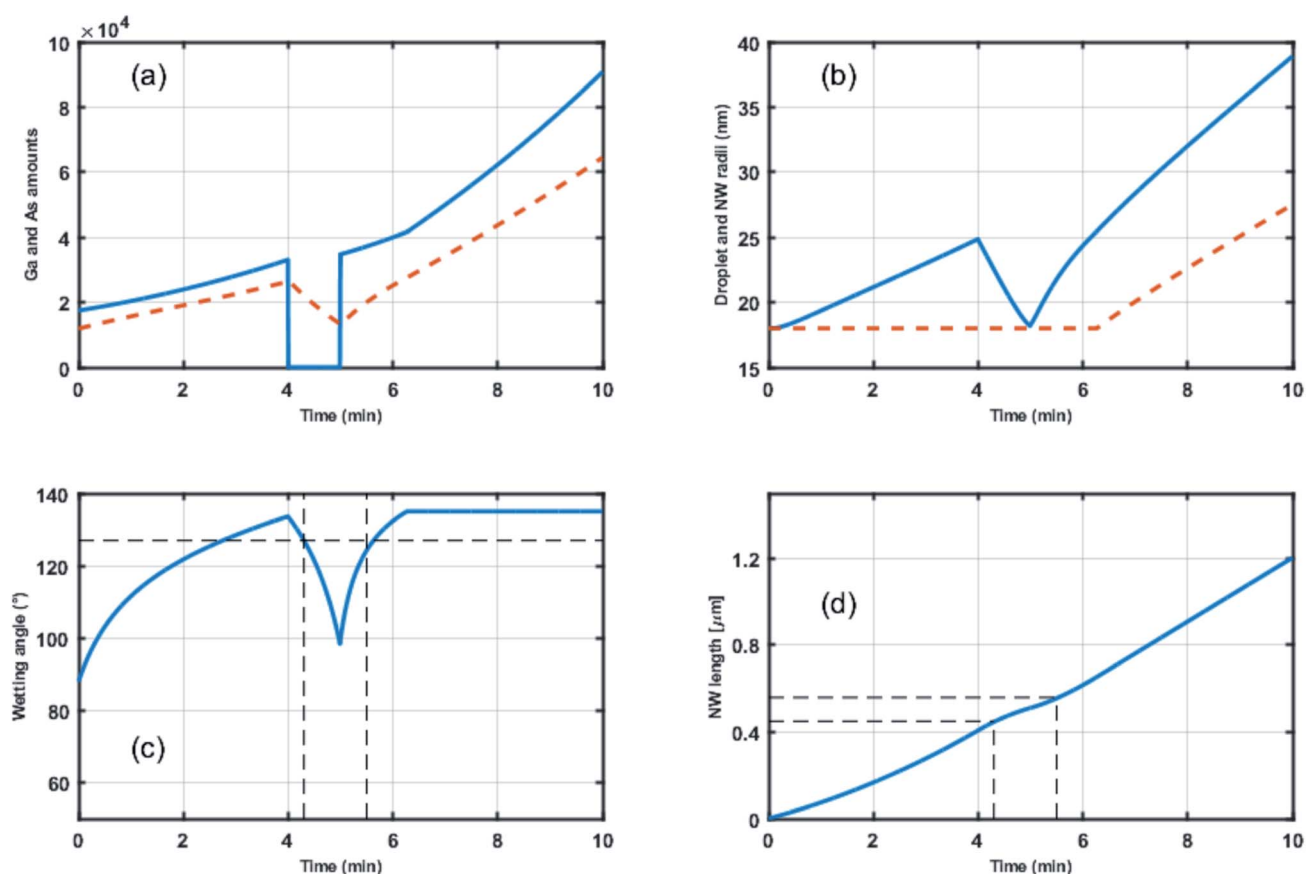 ×10⁴
10
8
6
4
2
0
Ga and As amounts
(a)
0 2 4 6 8 10
Time (min)
40
35
30
25
20
15
Droplet and NW radii (nm)
(b)
0 2 4 6 8 10
Time (min)
140
120
100
80
60
Wetting angle (°)
(c)
0 2 4 6 8 10
Time (min)
1.2
0.8
0.4
0
NW length [μm]
(d)
0 2 4 6 8 10
Time (min)